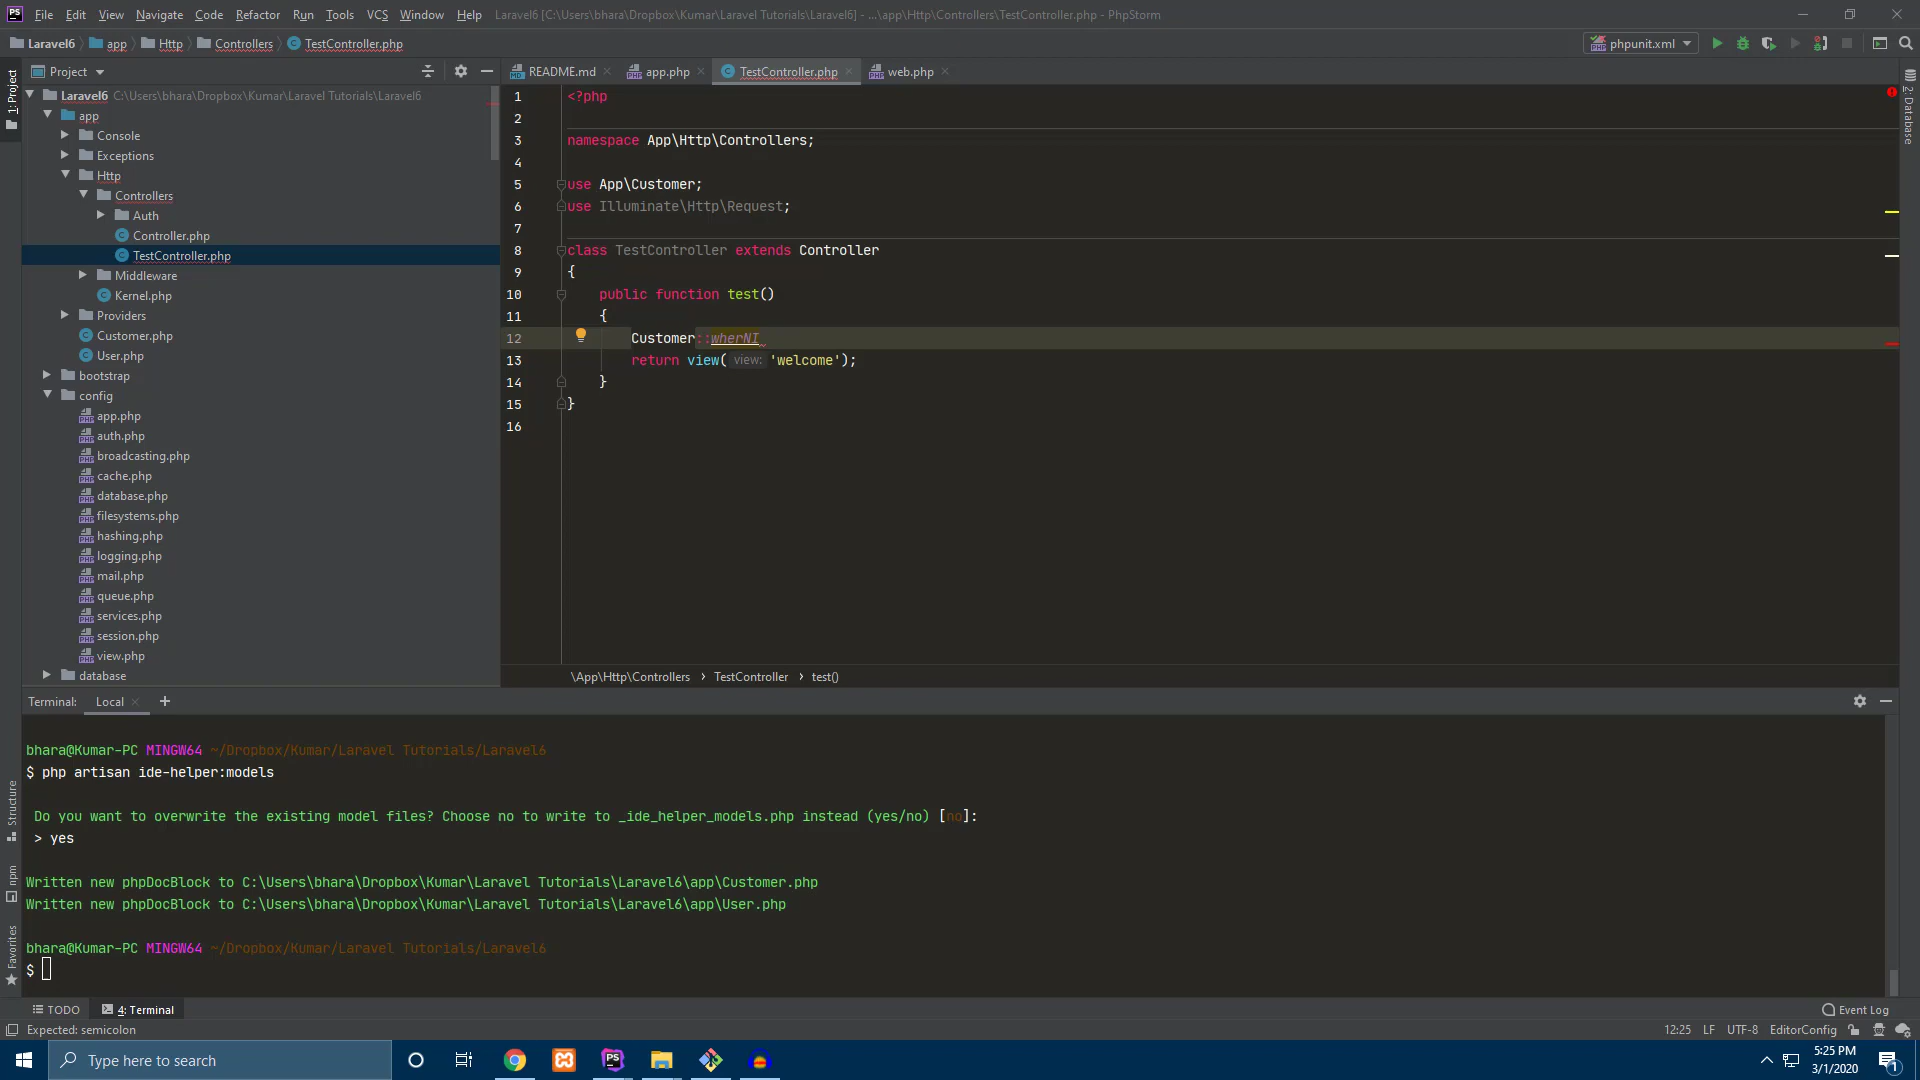 PS File Edit View Navigate Code Refactor Run Tools VCS Window Help Laravel6 [C:\Users\bhara\Dropbox\Kumar\Laravel Tutorials\Laravel6] - ...\app\Http\Controllers\TestController.php - PhpStorm
Laravel6 app Http Controllers TestController.php phpunit.xml
1: Project
Project
README.md app.php TestController.php web.php
Laravel6 C:\Users\bhara\Dropbox\Kumar\Laravel Tutorials\Laravel6
app
Console
Exceptions
Http
Controllers
Auth
Controller.php
TestController.php
Middleware
Kernel.php
Providers
Customer.php
User.php
bootstrap
config
app.php
auth.php
broadcasting.php
cache.php
database.php
filesystems.php
hashing.php
logging.php
mail.php
queue.php
services.php
session.php
view.php
database
1 <?php
2
3 namespace App\Http\Controllers;
4
5 use App\Customer;
6 use Illuminate\Http\Request;
7
8 class TestController extends Controller
9 {
10 public function test()
11 {
12 Customer::wherNI
13 return view( view: 'welcome');
14 }
15 }
16
\App\Http\Controllers › TestController › test()
Database
Terminal: Local +
bhara@Kumar-PC MINGW64 ~/Dropbox/Kumar/Laravel Tutorials/Laravel6
$ php artisan ide-helper:models
Do you want to overwrite the existing model files? Choose no to write to _ide_helper_models.php instead (yes/no) [no]:
> yes
Written new phpDocBlock to C:\Users\bhara\Dropbox\Kumar\Laravel Tutorials\Laravel6\app\Customer.php
Written new phpDocBlock to C:\Users\bhara\Dropbox\Kumar\Laravel Tutorials\Laravel6\app\User.php
bhara@Kumar-PC MINGW64 ~/Dropbox/Kumar/Laravel Tutorials/Laravel6
$
Structure
npm
Favorites
TODO 4: Terminal Event Log
Expected: semicolon 12:25 LF UTF-8 EditorConfig
Type here to search PS 5:25 PM
3/1/2020 1